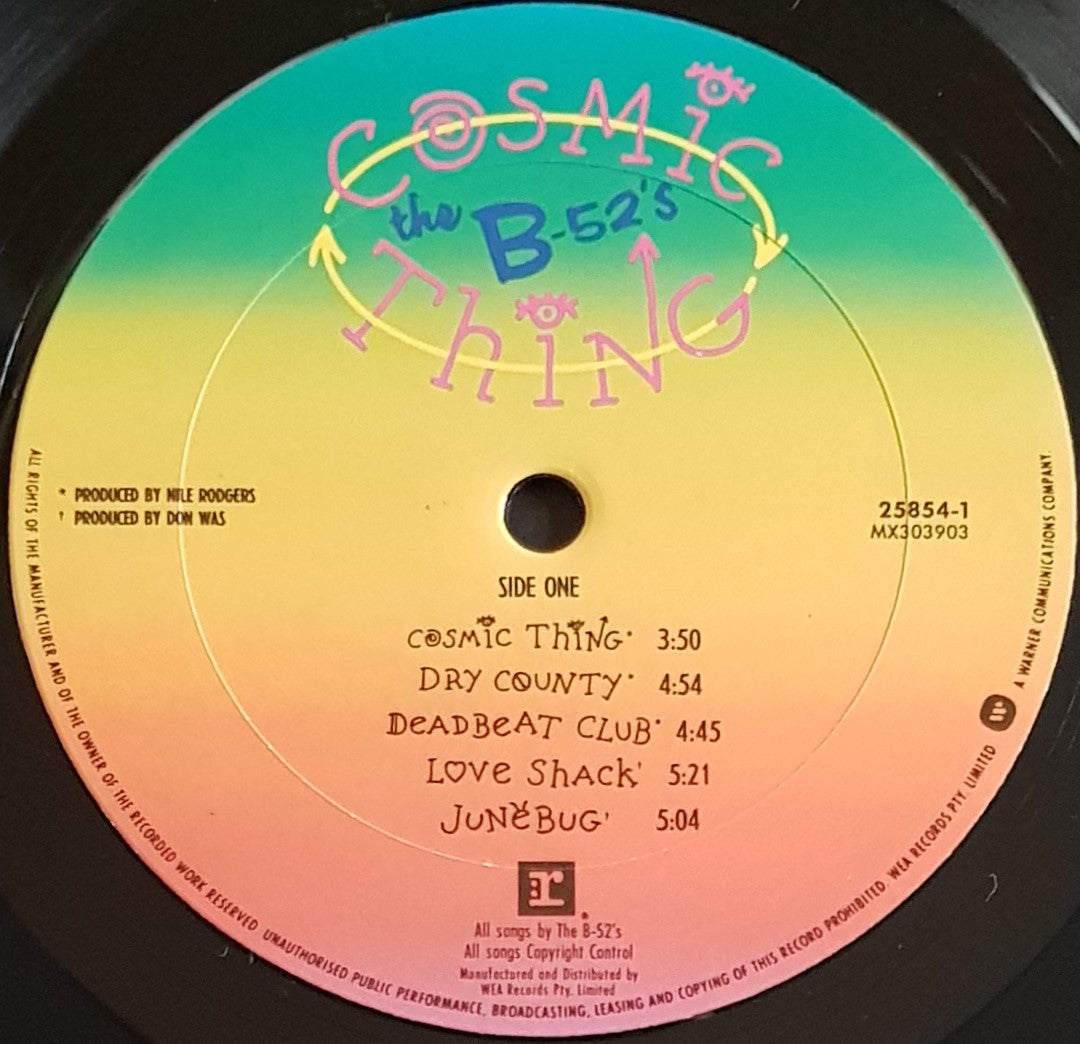 COSMiC
the B-52's
ThiNG
* PRODUCED BY NILE RODGERS
† PRODUCED BY DON WAS
25854-1
MX303903
SIDE ONE
COSMiC ThiNG* 3:50
DRY COUNTY* 4:54
DeADBeAT CLUB* 4:45
LOVe ShAck† 5:21
JUNeBUG† 5:04
r
All songs by The B-52's
All songs Copyright Control
Manufactured and Distributed by
WEA Records Pty. Limited
ALL RIGHTS OF THE MANUFACTURER AND OF THE OWNER OF THE RECORDED WORK RESERVED UNAUTHORISED PUBLIC PERFORMANCE, BROADCASTING, LEASING AND COPYING OF THIS RECORD PROHIBITED. WEA RECORDS PTY. LIMITED A WARNER COMMUNICATIONS COMPANY.